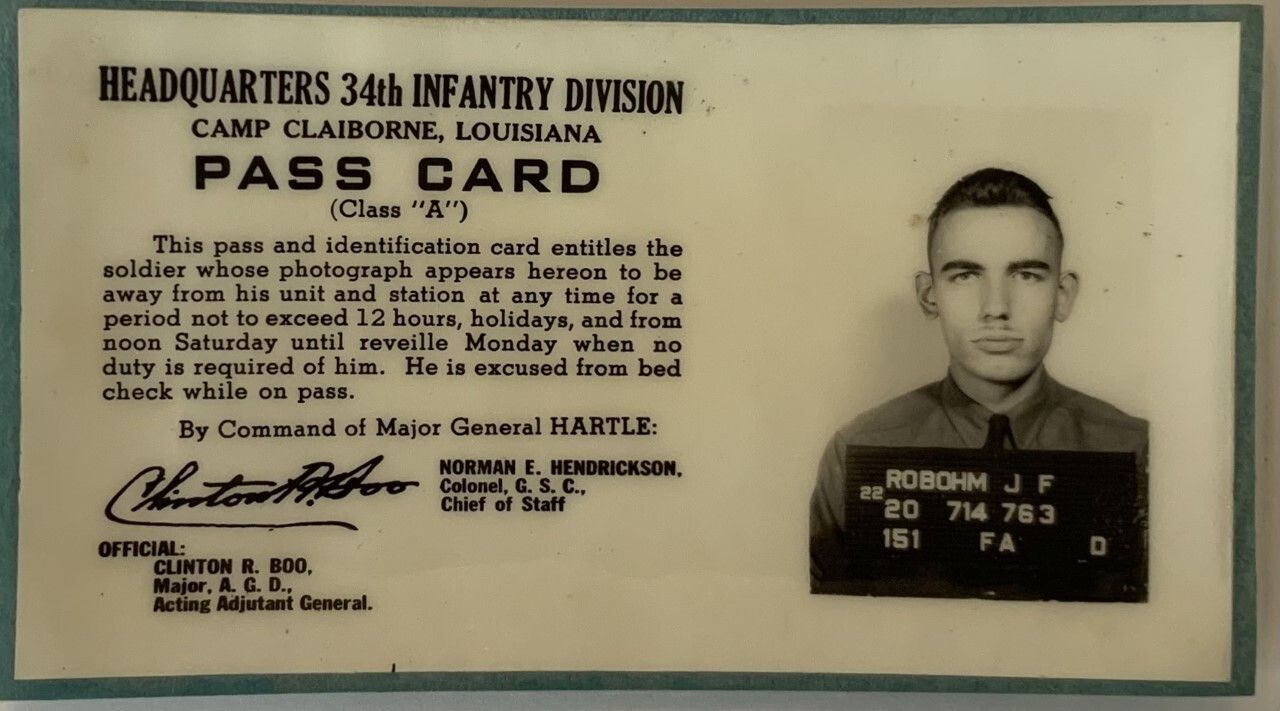 HEADQUARTERS 34th INFANTRY DIVISION
CAMP CLAIBORNE, LOUISIANA
PASS CARD
(Class "A")
This pass and identification card entitles the
soldier whose photograph appears hereon to be
away from his unit and station at any time for a
period not to exceed 12 hours, holidays, and from
noon Saturday until reveille Monday when no
duty is required of him. He is excused from bed
check while on pass.
By Command of Major General HARTLE:
Clinton R. Boo
NORMAN E. HENDRICKSON,
Colonel, G. S. C.,
Chief of Staff
OFFICIAL:
CLINTON R. BOO,
Major, A. G. D.,
Acting Adjutant General.
ROBOHM J F
22
20 714 763
151 FA D